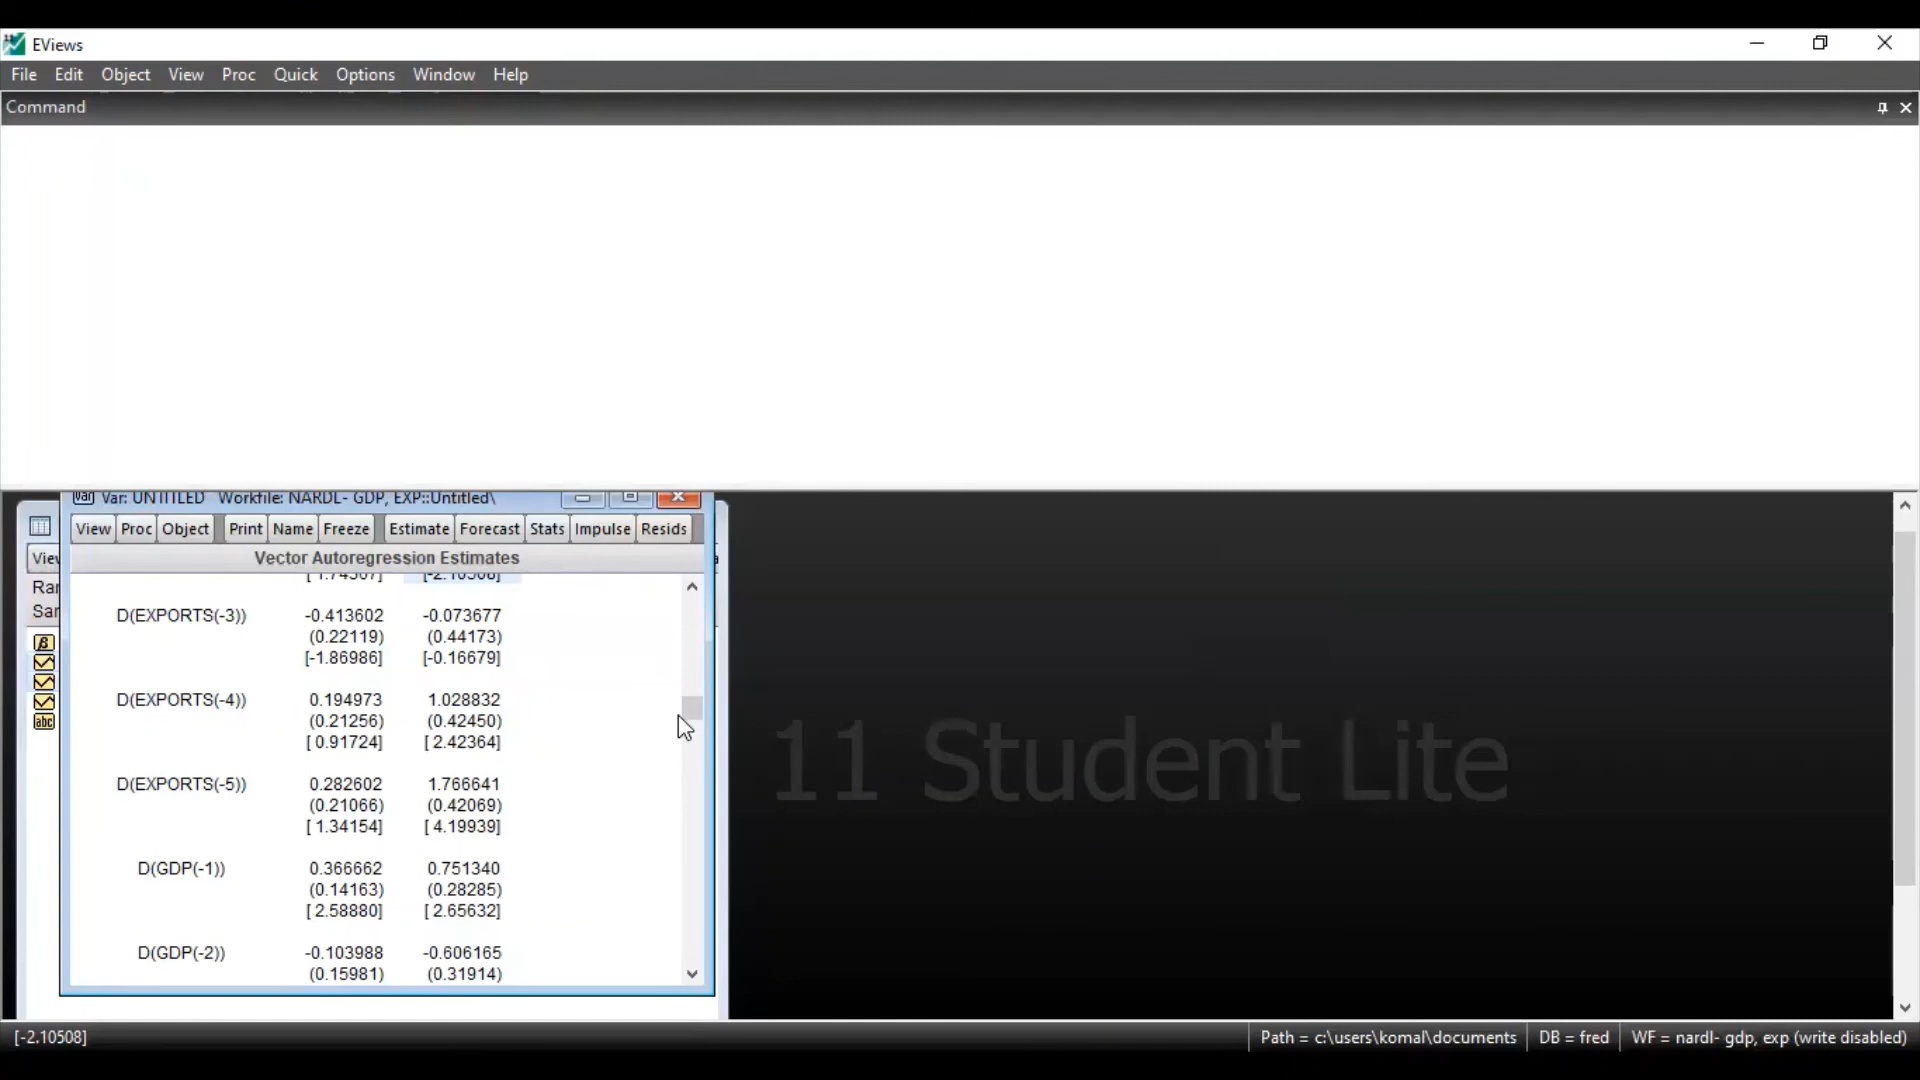 EViews
File Edit Object View Proc Quick Options Window Help
Command
Var: UNTITLED Workfile: NARDL- GDP, EXP::Untitled\
View Proc Object Print Name Freeze Estimate Forecast Stats Impulse Resids
Vector Autoregression Estimates
[-2.10508]
D(EXPORTS(-3)) -0.413602 -0.073677
(0.22119) (0.44173)
[-1.86986] [-0.16679]
D(EXPORTS(-4)) 0.194973 1.028832
(0.21256) (0.42450)
[ 0.91724] [ 2.42364]
D(EXPORTS(-5)) 0.282602 1.766641
(0.21066) (0.42069)
[ 1.34154] [ 4.19939]
D(GDP(-1)) 0.366662 0.751340
(0.14163) (0.28285)
[ 2.58880] [ 2.65632]
D(GDP(-2)) -0.103988 -0.606165
(0.15981) (0.31914)
11 Student Lite
[-2.10508] Path = c:\users\komal\documents DB = fred WF = nardl- gdp, exp (write disabled)